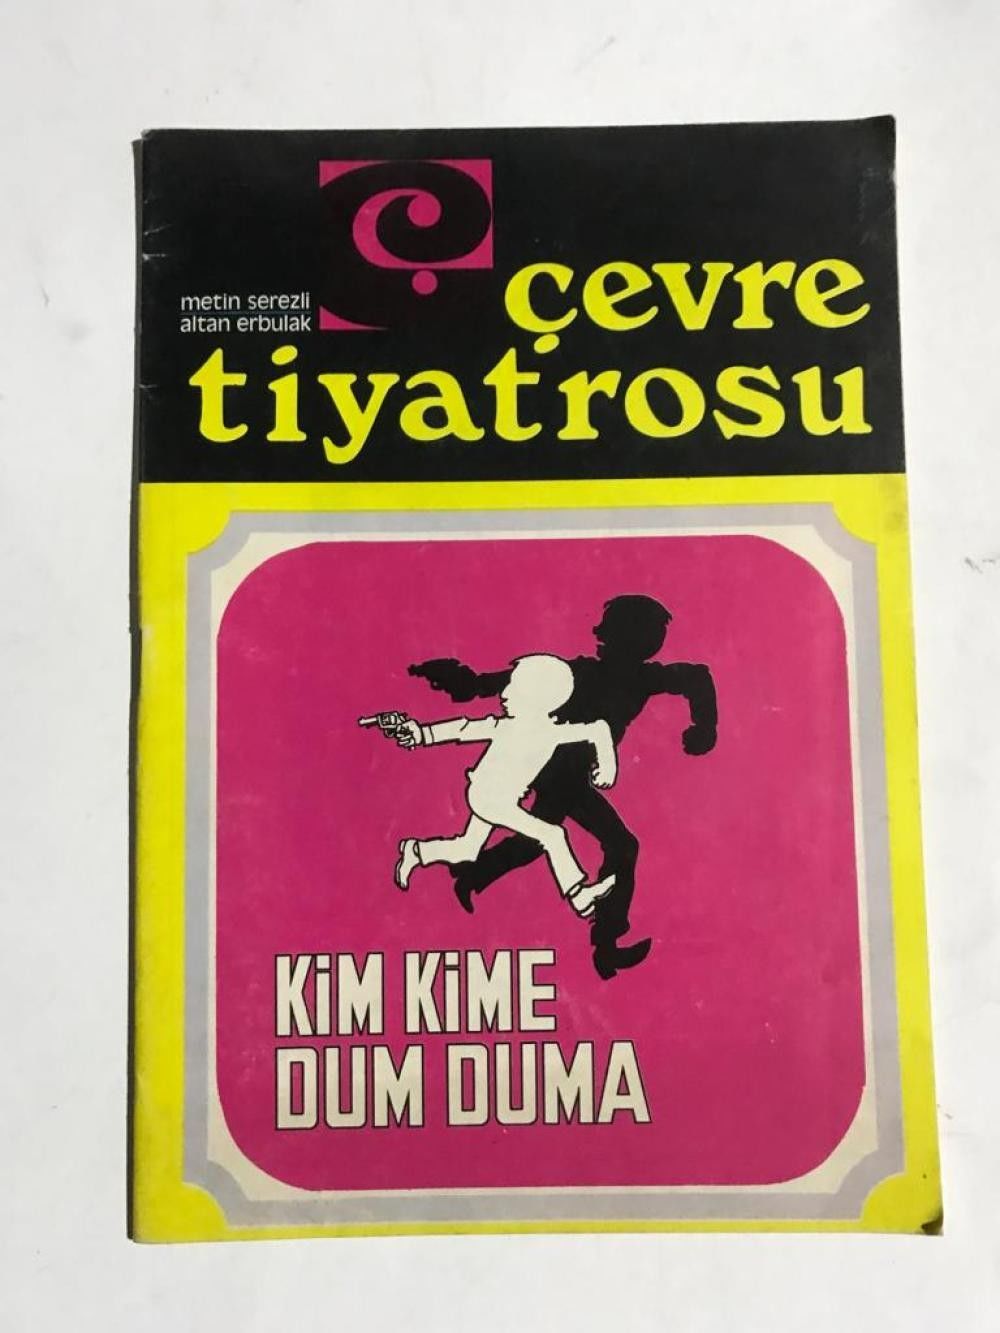 metin serezli
altan erbulak
çevre
tiyatrosu
KiM KiME
DUM DUMA